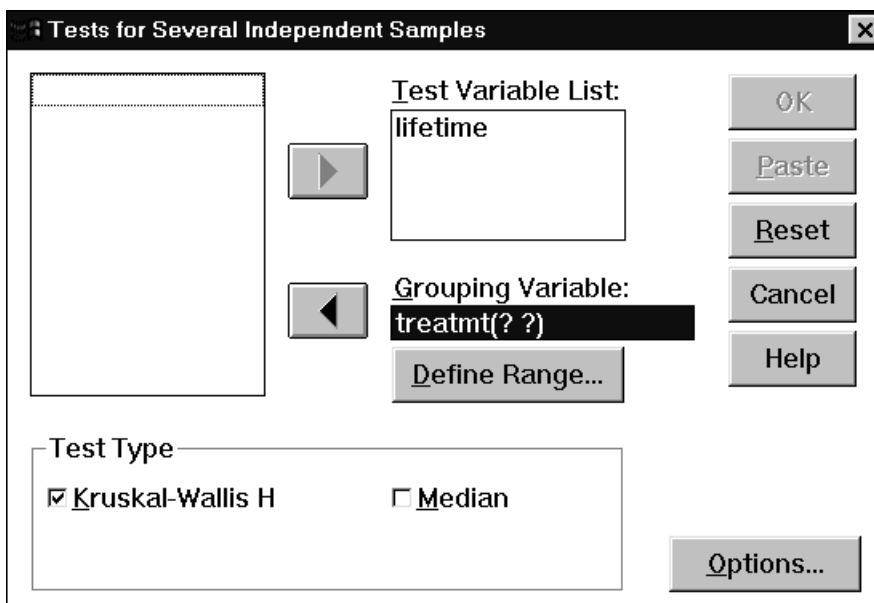 Tests for Several Independent Samples
Test Variable List:
lifetime
Grouping Variable:
treatmt(? ?)
Define Range...
OK
Paste
Reset
Cancel
Help
Test Type
Kruskal-Wallis H
Median
Options...